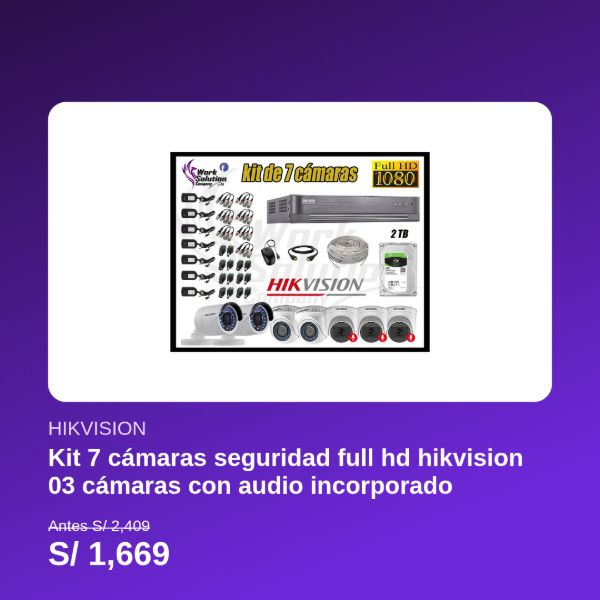 Work
Solution
Company
kit de 7 cámaras
Full HD
1080
2 TB
HIKVISION
HIKVISION
Kit 7 cámaras seguridad full hd hikvision
03 cámaras con audio incorporado
Antes S/ 2,409
S/ 1,669